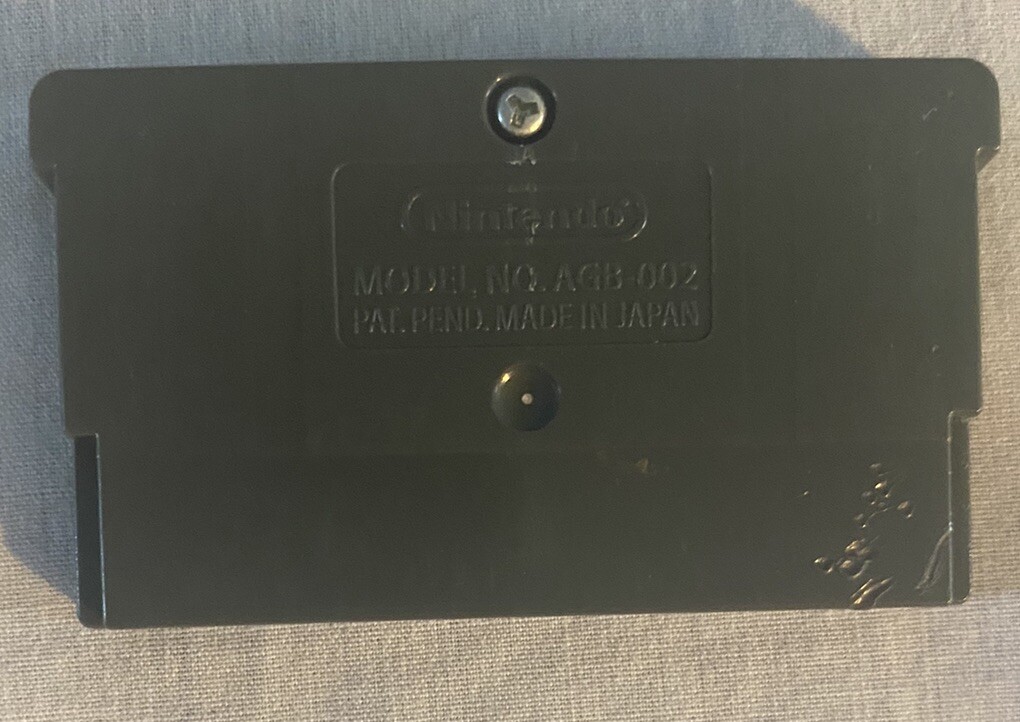 Nintendo
MODEL NO. AGB-002
PAT. PEND. MADE IN JAPAN